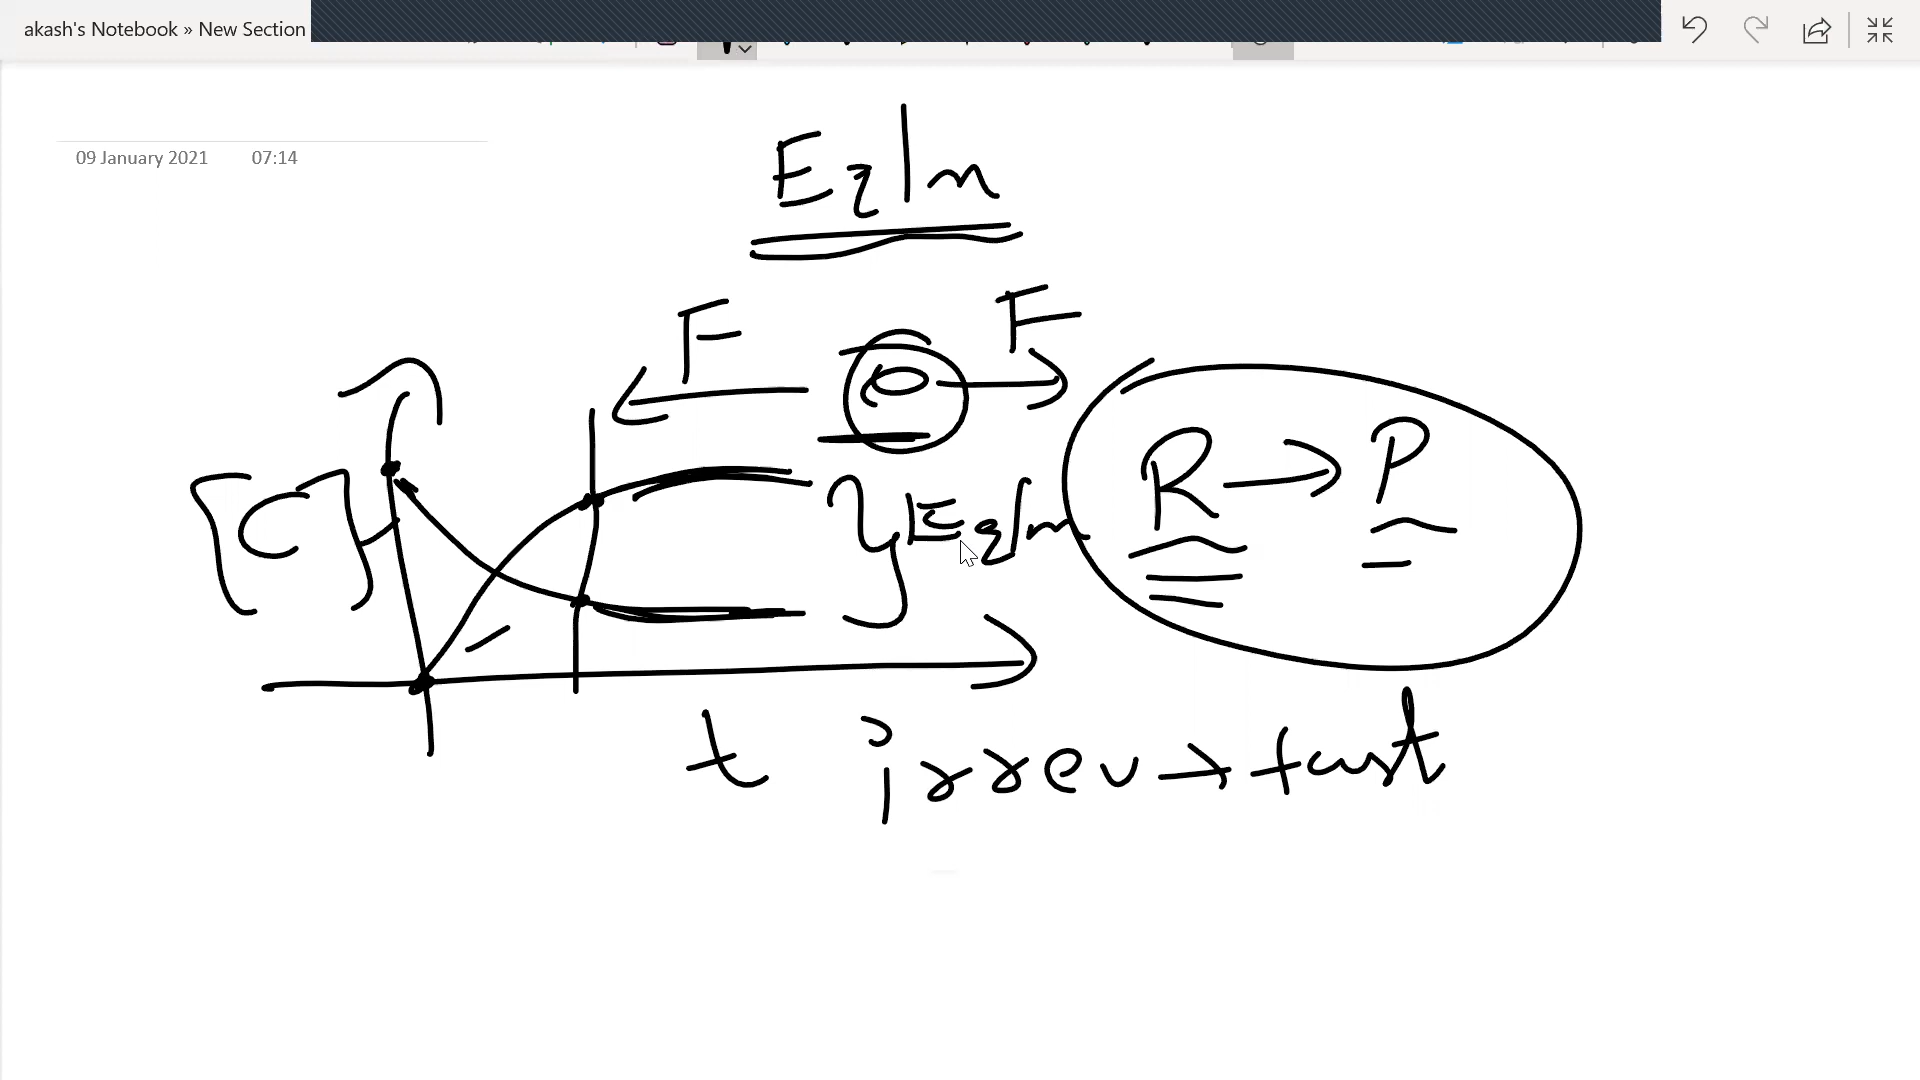 akash's Notebook » New Section
09 January 2021 07:14
Eqlm
F F
[C] Eqlm R → P
t
irrev → fast